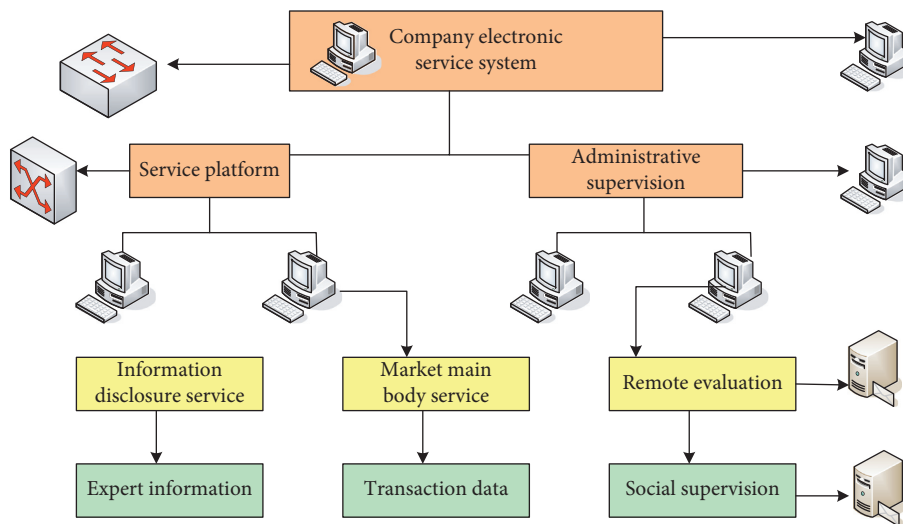 Company electronic
service system
Service platform
Administrative
supervision
Information
disclosure service
Market main
body service
Remote evaluation
Expert information
Transaction data
Social supervision